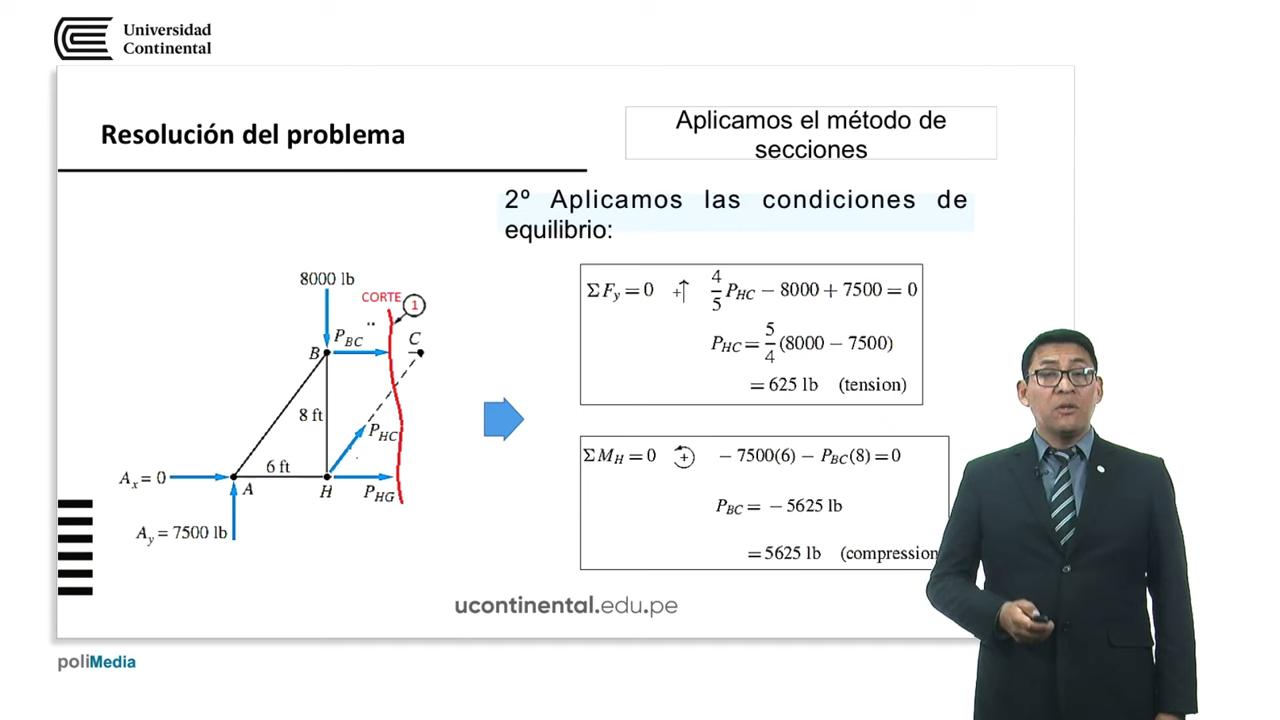 Universidad
Continental
Resolución del problema
Aplicamos el método de
secciones
2º Aplicamos las condiciones de
equilibrio:
8000 lb
CORTE 1
P_BC
B
C
8 ft
P_HC
6 ft
A_x = 0
A
H
P_HG
A_y = 7500 lb
ΣF_y = 0 +↑ 4/5 P_HC − 8000 + 7500 = 0
P_HC = 5/4 (8000 − 7500)
= 625 lb (tension)
ΣM_H = 0 + − 7500(6) − P_BC(8) = 0
P_BC = − 5625 lb
= 5625 lb (compression
ucontinental.edu.pe
poliMedia